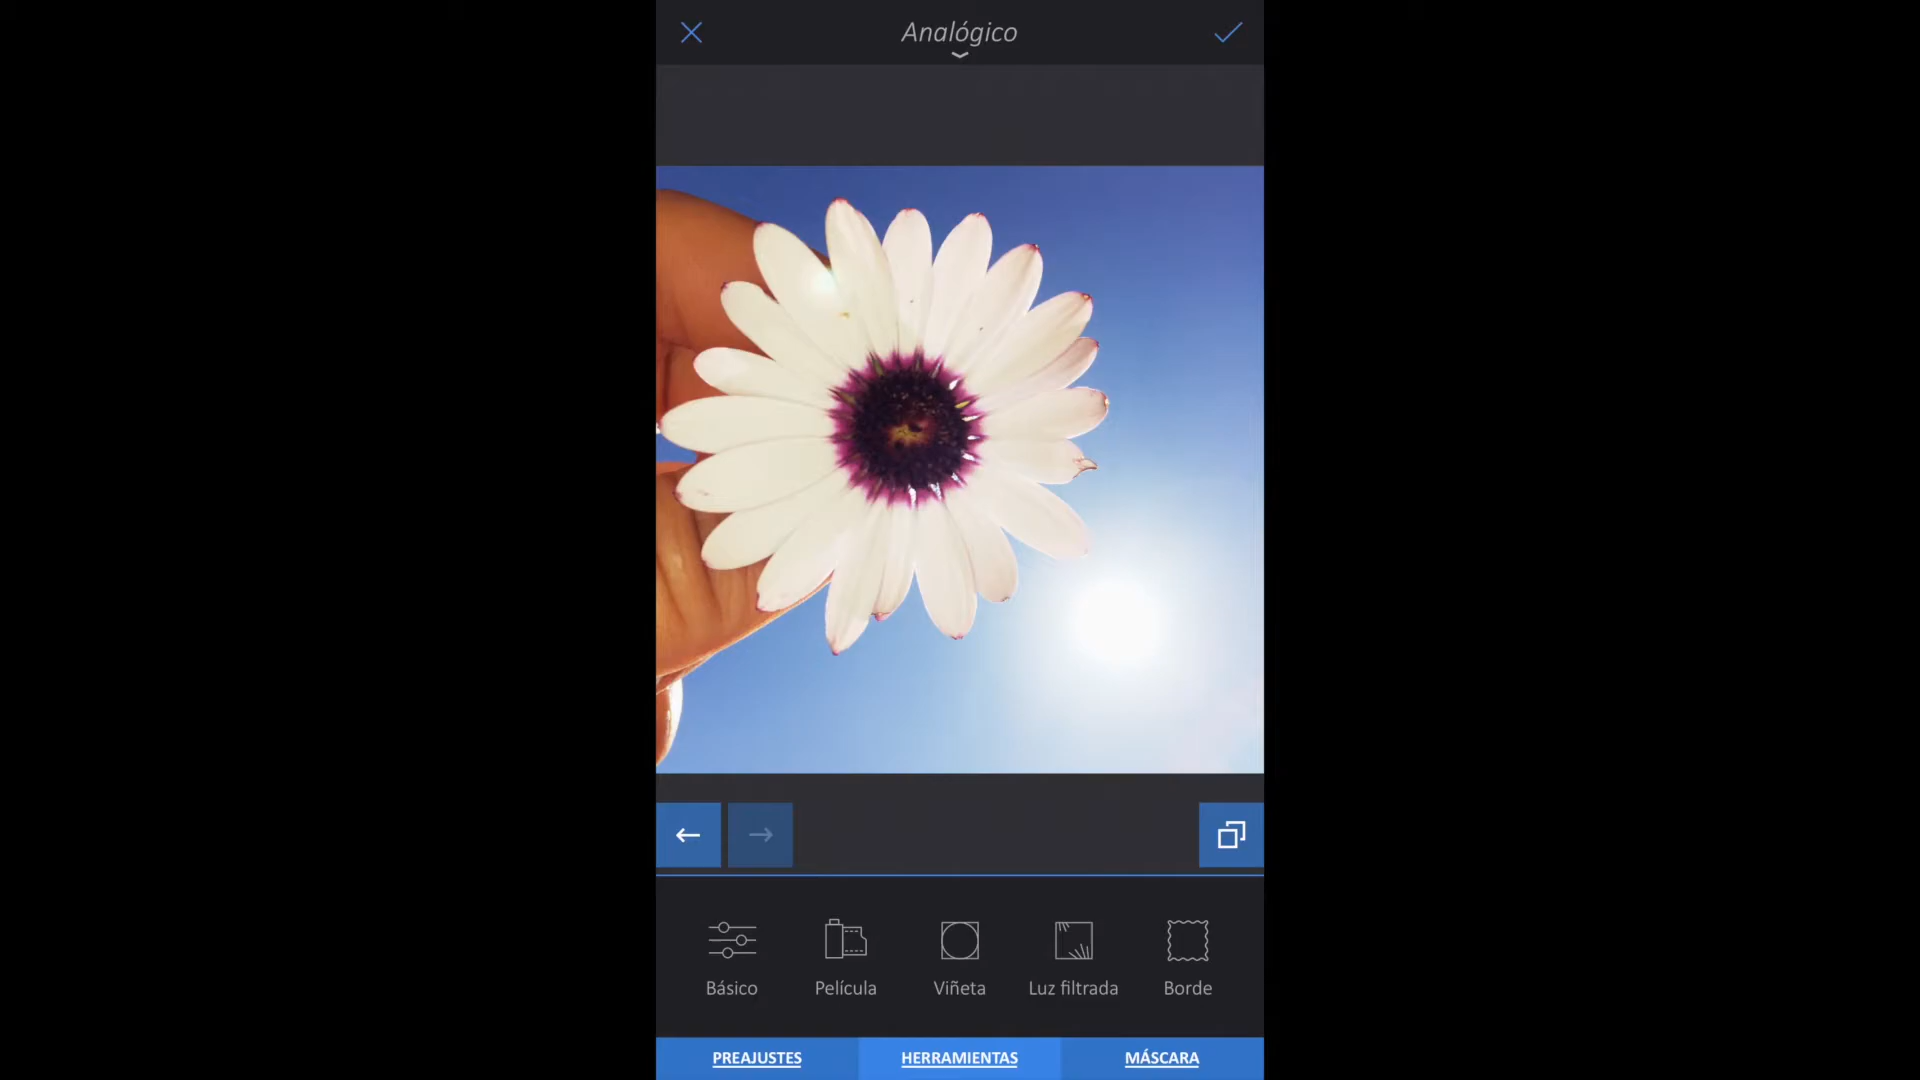 Analógico
Básico
Película
Viñeta
Luz filtrada
Borde
PREAJUSTES
HERRAMIENTAS
MÁSCARA